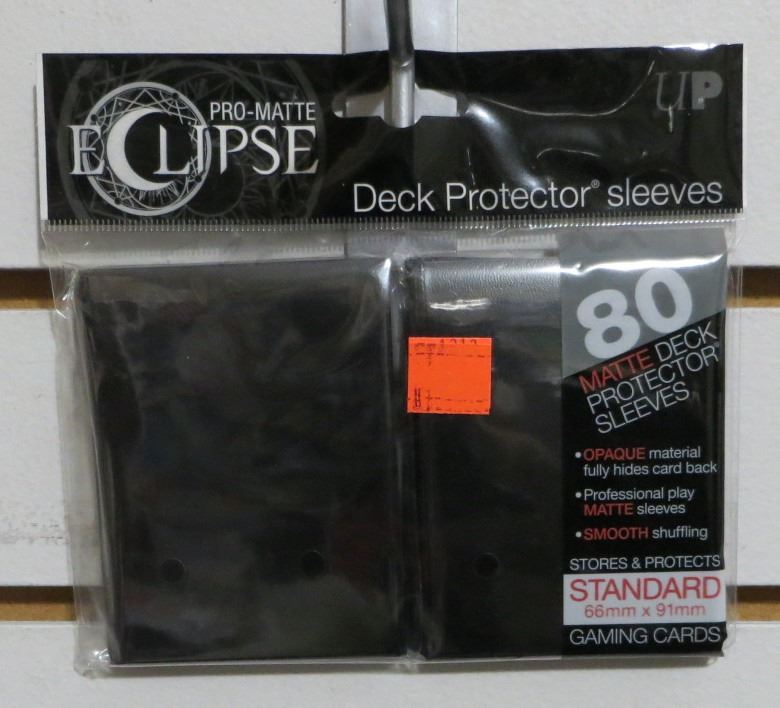 PRO-MATTE
ECLIPSE
UP
Deck Protector® sleeves
80
MATTE DECK
PROTECTOR®
SLEEVES
•OPAQUE material
fully hides card back
•Professional play
MATTE sleeves
•SMOOTH shuffling
STORES & PROTECTS
STANDARD
66mm x 91mm
GAMING CARDS